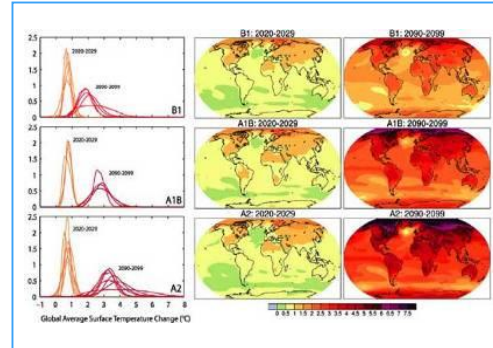 B1: 2020-2029
B1: 2090-2099
2.5
2
1.5
1
0.5
0
2020-2029
2090-2099
B1
A1B: 2020-2029
A1B: 2090-2099
2
1.5
1
0.5
0
2020-2029
2090-2099
A1B
A2: 2020-2029
A2: 2090-2099
2.5
2
1.5
1
0.5
0
2020-2029
2090-2099
A2
-1 0 1 2 3 4 5 6 7 8
Global Average Surface Temperature Change (°C)
0 0.5 1 1.5 2 2.5 3 3.5 4 4.5 5 5.5 6 6.5 7 7.5